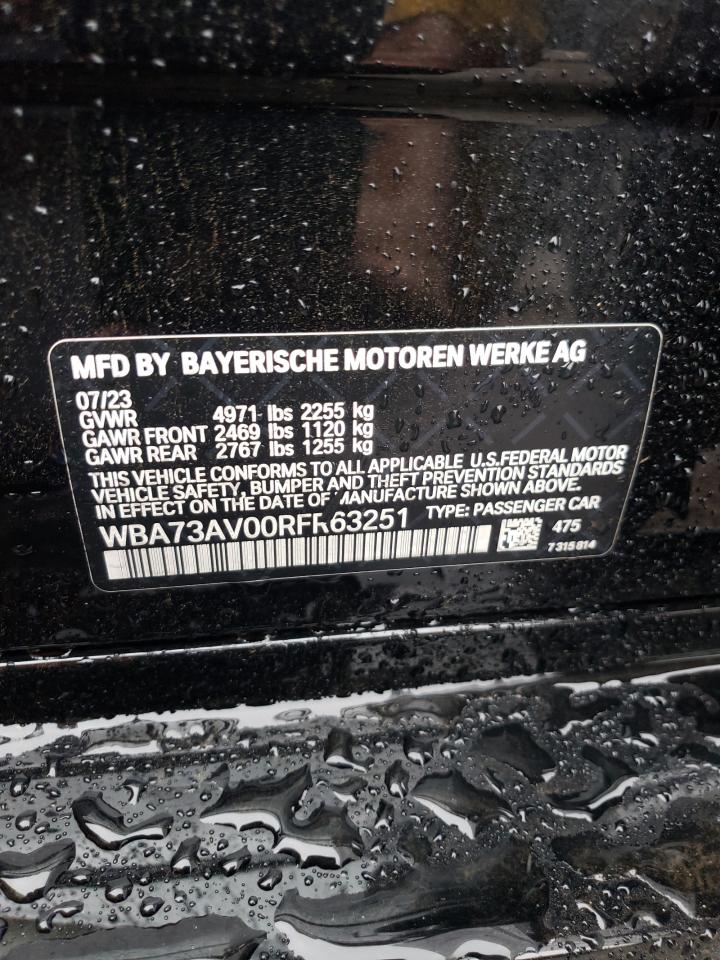 MFD BY BAYERISCHE MOTOREN WERKE AG
07/23
GVWR 4971 lbs 2255 kg
GAWR FRONT 2469 lbs 1120 kg
GAWR REAR 2767 lbs 1255 kg
THIS VEHICLE CONFORMS TO ALL APPLICABLE U.S.FEDERAL MOTOR
VEHICLE SAFETY, BUMPER AND THEFT PREVENTION STANDARDS
IN EFFECT ON THE DATE OF MANUFACTURE SHOWN ABOVE.
WBA73AV00RFR63251 TYPE: PASSENGER CAR
475
7315814